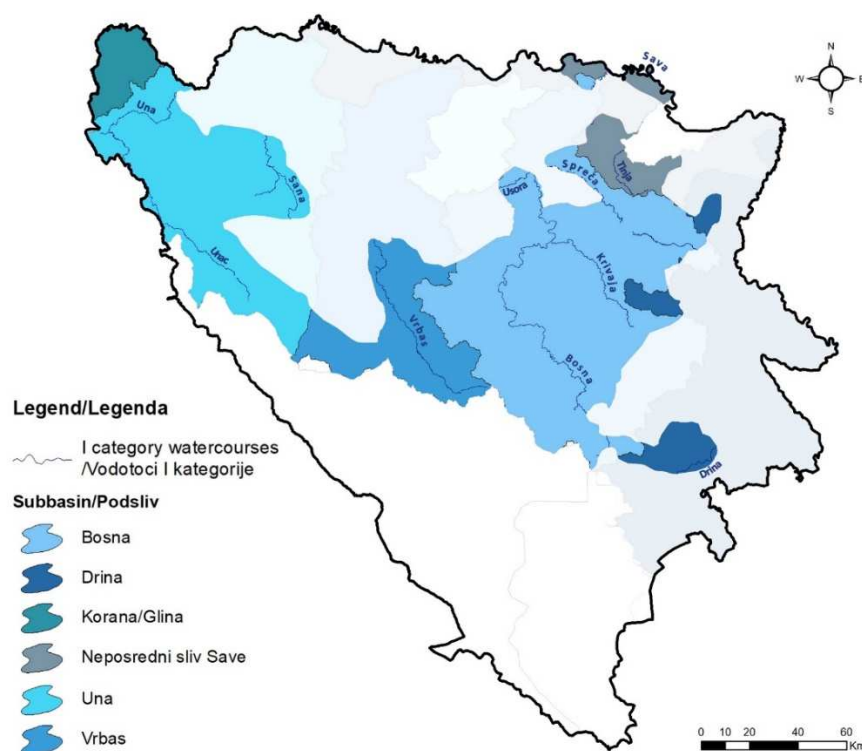 Sava
N
W E
S
Una
Sana
Unac
Usora
Spreča
Tinja
Krivaja
Vrbas
Bosna
Drina
Legend/Legenda
I category watercourses
/Vodotoci I kategorije
Subbasin/Podsliv
Bosna
Drina
Korana/Glina
Neposredni sliv Save
Una
Vrbas
0 10 20 40 60
Km